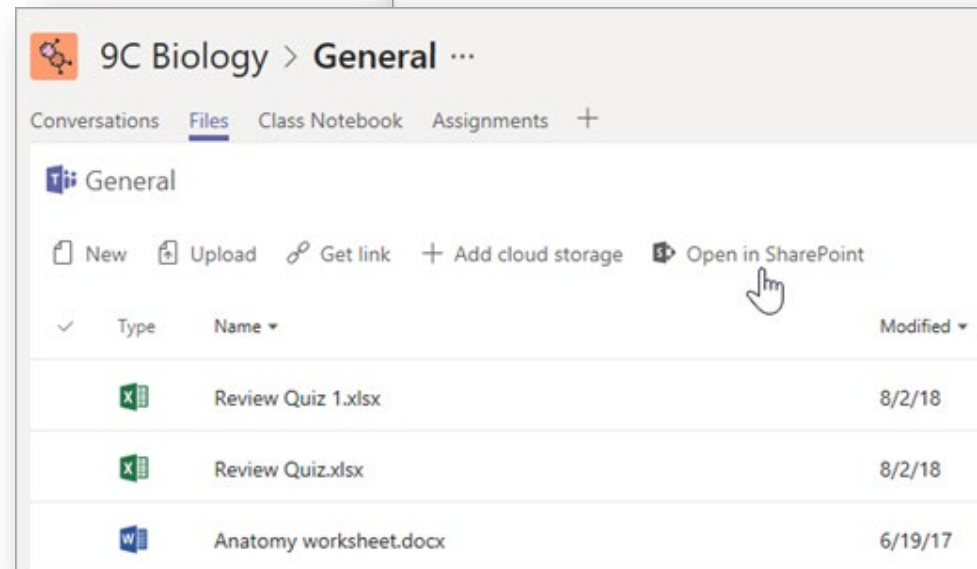 9C Biology > General ...
Conversations Files Class Notebook Assignments +
General
New Upload Get link + Add cloud storage Open in SharePoint
Type Name Modified
Review Quiz 1.xlsx 8/2/18
Review Quiz.xlsx 8/2/18
Anatomy worksheet.docx 6/19/17